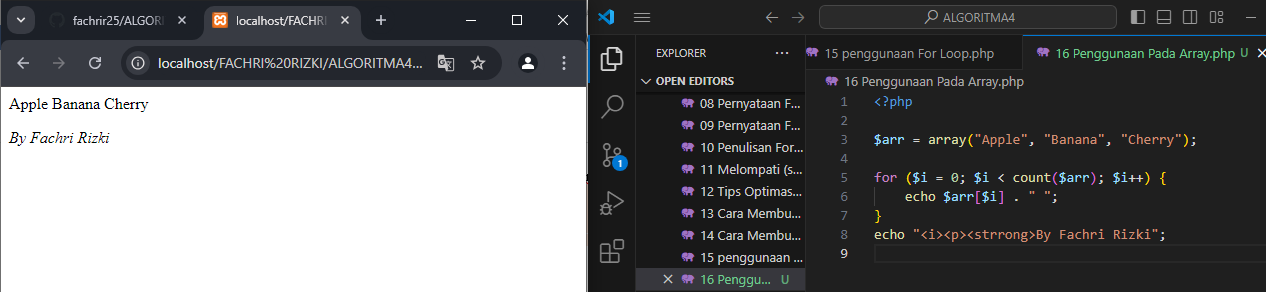 fachrir25/ALGOR
localhost/FACHRI
localhost/FACHRI%20RIZKI/ALGORITMA4...
Apple Banana Cherry
By Fachri Rizki
ALGORITMA4
EXPLORER
OPEN EDITORS
08 Pernyataan F...
09 Pernyataan F...
10 Penulisan For...
11 Melompati (s...
12 Tips Optimas...
13 Cara Membu...
14 Cara Membu...
15 penggunaan ...
16 Penggu... U
1
15 penggunaan For Loop.php
16 Penggunaan Pada Array.php U
16 Penggunaan Pada Array.php
1 <?php
2
3 $arr = array("Apple", "Banana", "Cherry");
4
5 for ($i = 0; $i < count($arr); $i++) {
6 echo $arr[$i] . " ";
7 }
8 echo "<i><p><strrong>By Fachri Rizki";
9